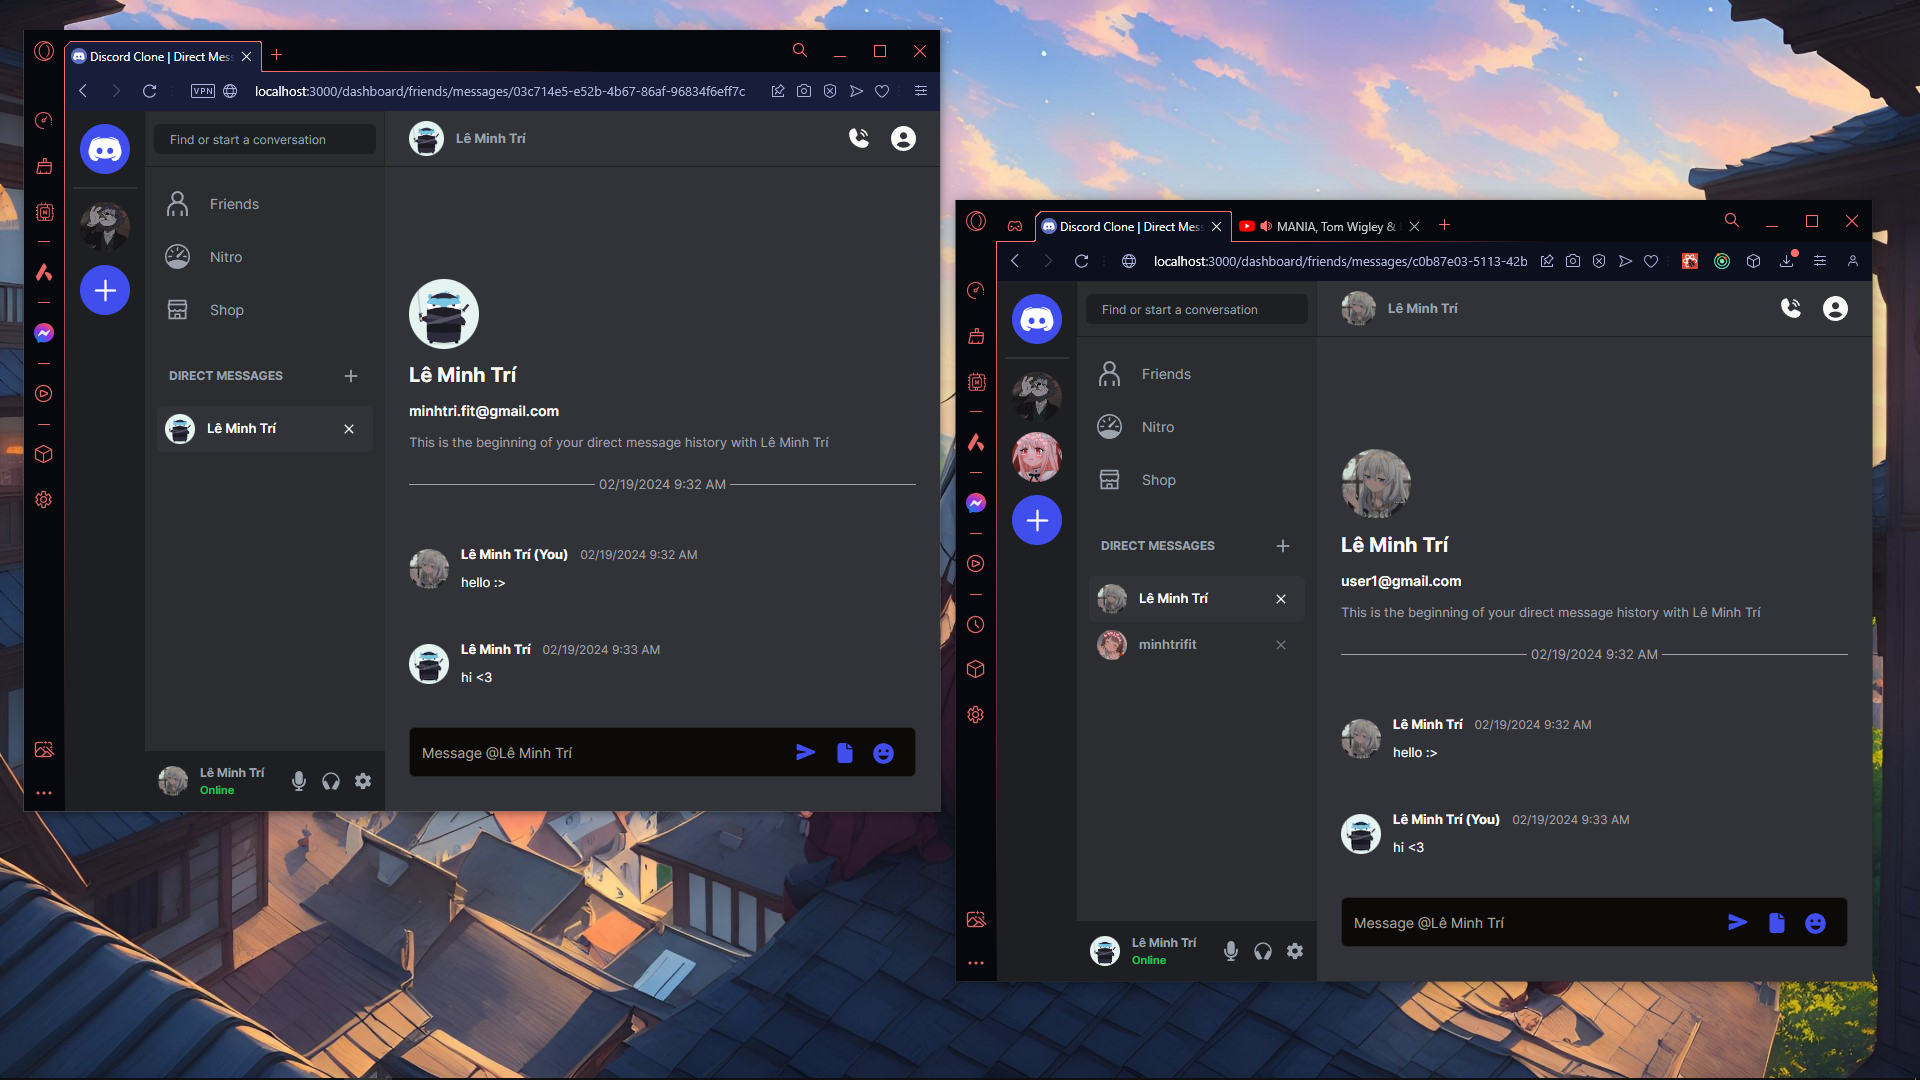 Discord Clone | Direct Mes
VPN
localhost:3000/dashboard/friends/messages/03c714e5-e52b-4b67-86af-96834f6eff7c
Find or start a conversation
Lê Minh Trí
Friends
Nitro
Shop
DIRECT MESSAGES
Lê Minh Trí
Lê Minh Trí
minhtri.fit@gmail.com
This is the beginning of your direct message history with Lê Minh Trí
02/19/2024 9:32 AM
Lê Minh Trí (You) 02/19/2024 9:32 AM
hello :>
Lê Minh Trí 02/19/2024 9:33 AM
hi <3
Message @Lê Minh Trí
Lê Minh Trí
Online
Discord Clone | Direct Mes
MANIA, Tom Wigley &
localhost:3000/dashboard/friends/messages/c0b87e03-5113-42b
Find or start a conversation
Lê Minh Trí
Friends
Nitro
Shop
DIRECT MESSAGES
Lê Minh Trí
minhtrifit
Lê Minh Trí
user1@gmail.com
This is the beginning of your direct message history with Lê Minh Trí
02/19/2024 9:32 AM
Lê Minh Trí 02/19/2024 9:32 AM
hello :>
Lê Minh Trí (You) 02/19/2024 9:33 AM
hi <3
Message @Lê Minh Trí
Lê Minh Trí
Online